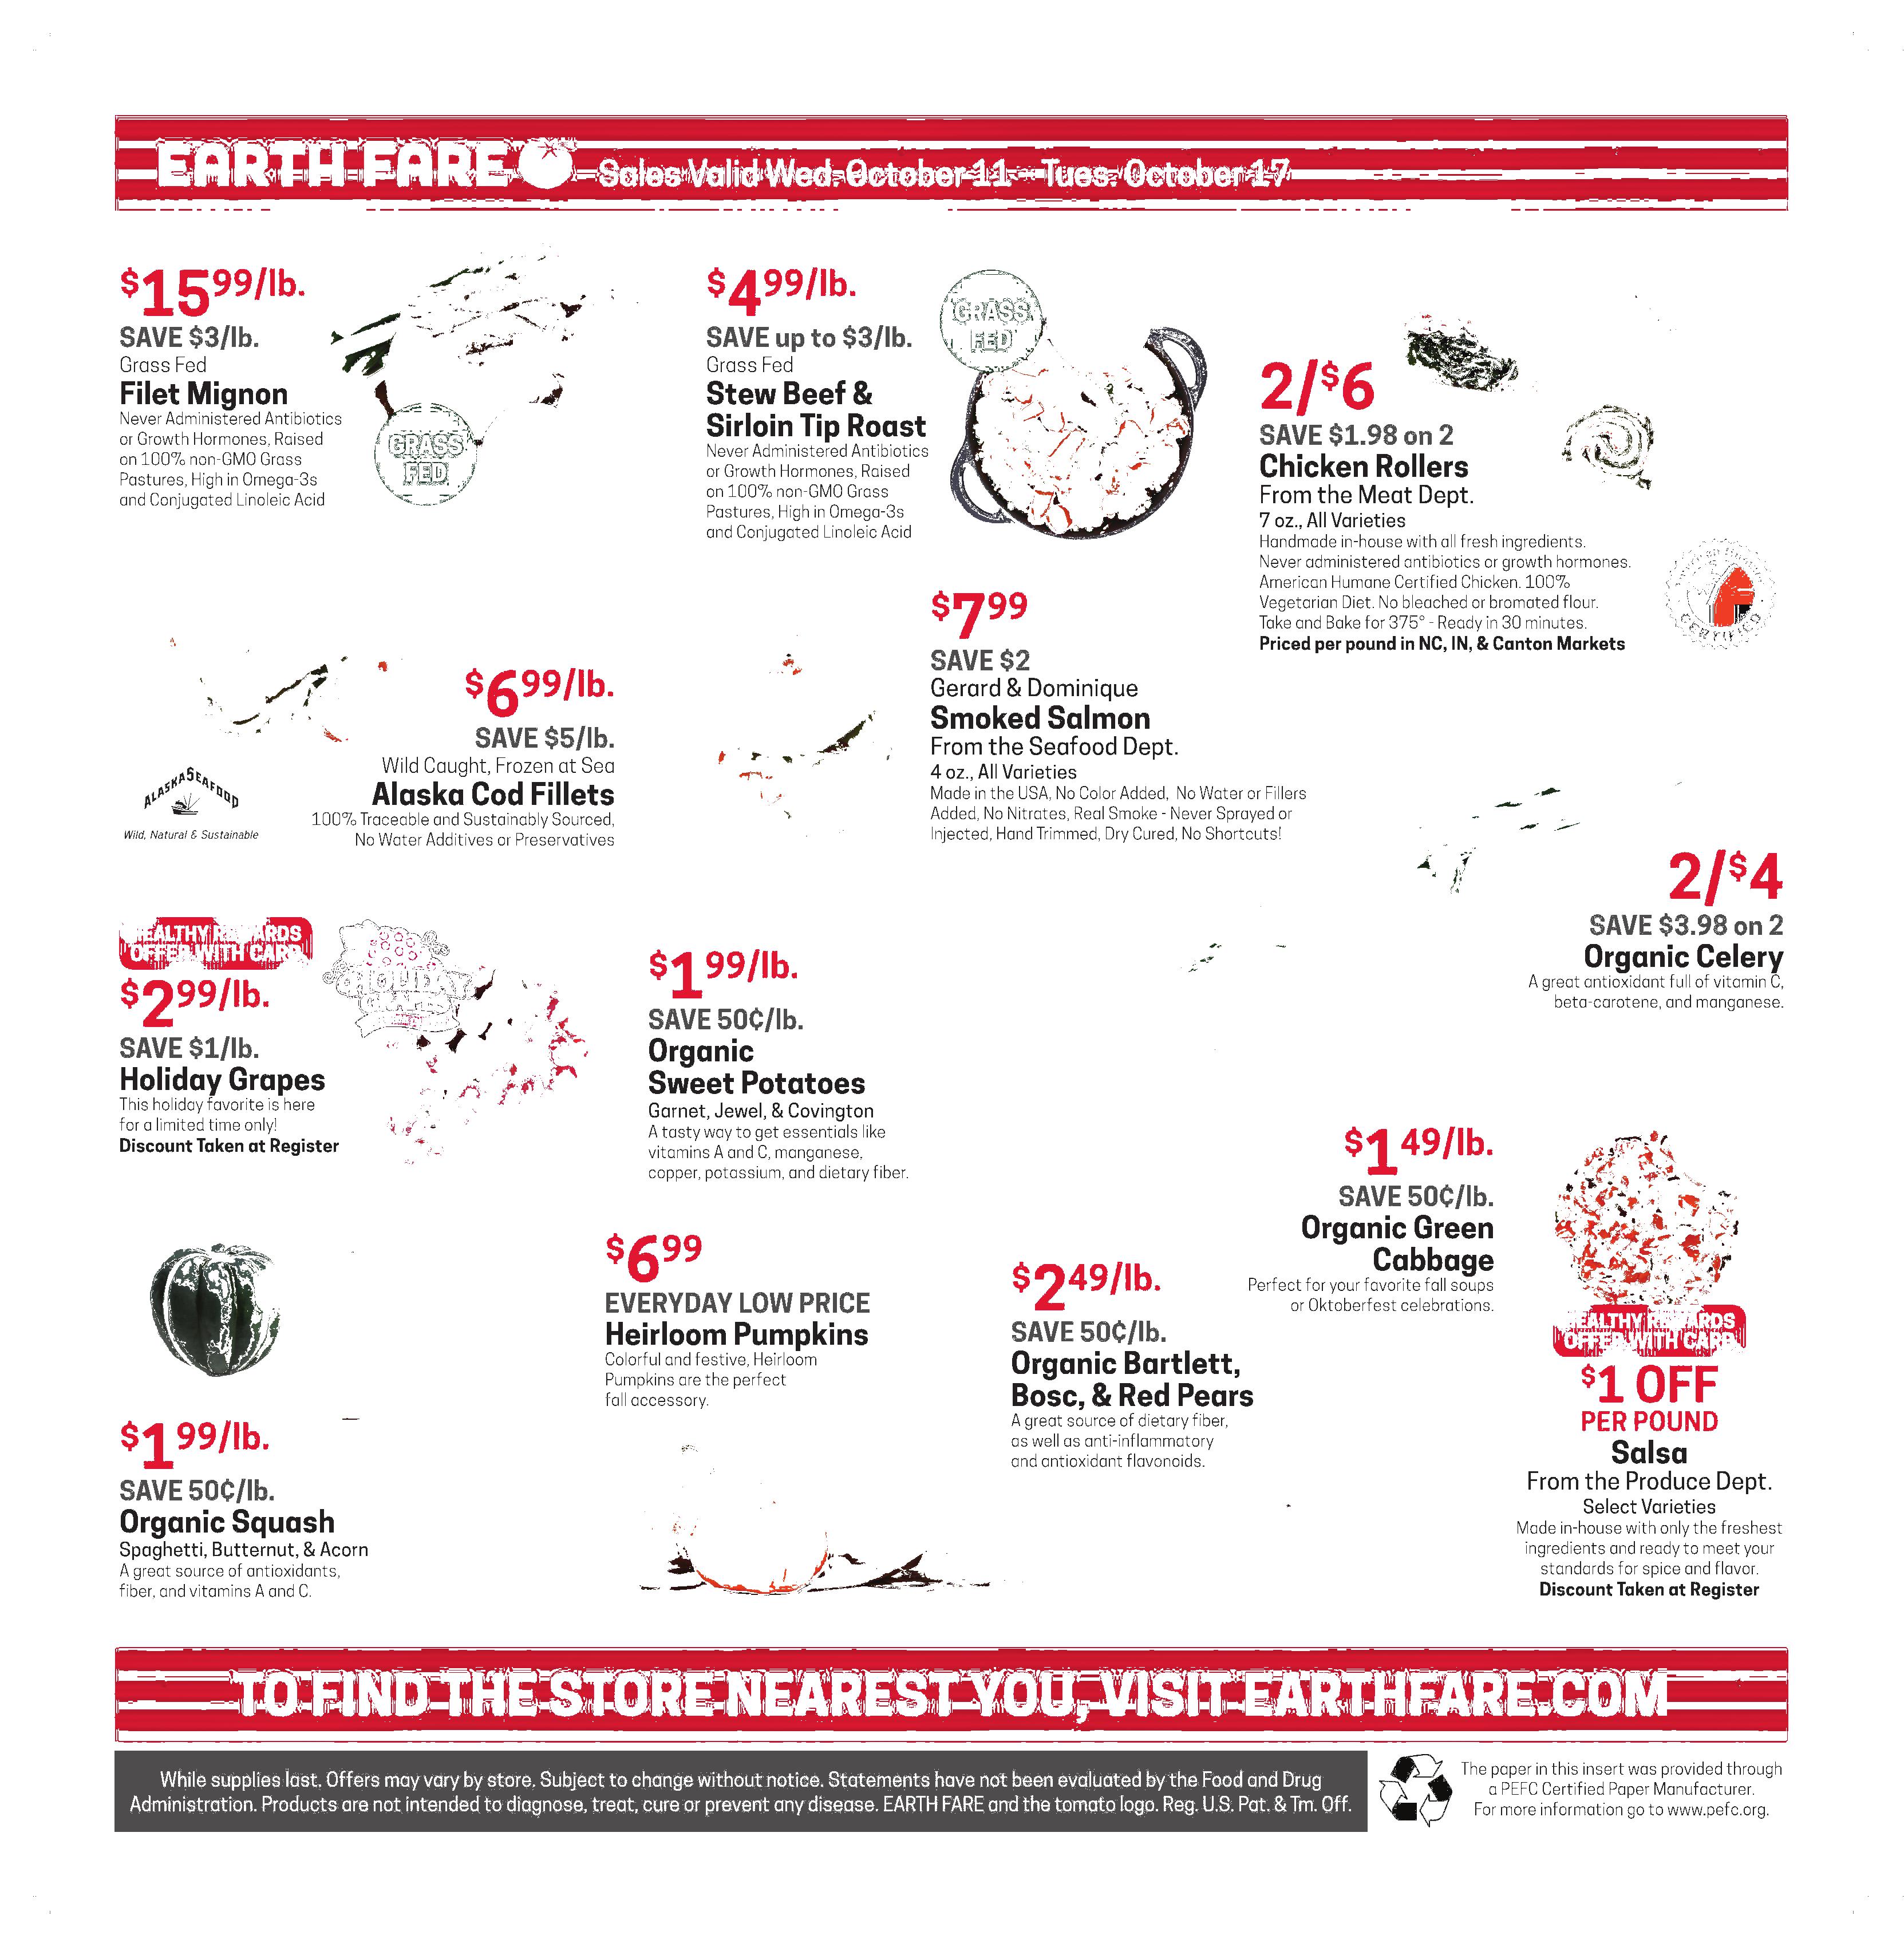 EARTH FARE Sales Valid Wed. October 11 - Tues. October 17
$15 99/lb.
SAVE $3/lb.
Grass Fed
Filet Mignon
Never Administered Antibiotics
or Growth Hormones, Raised
on 100% non-GMO Grass
Pastures, High in Omega-3s
and Conjugated Linoleic Acid
GRASS
FED
$4 99/lb.
SAVE up to $3/lb.
Grass Fed
Stew Beef &
Sirloin Tip Roast
Never Administered Antibiotics
or Growth Hormones, Raised
on 100% non-GMO Grass
Pastures, High in Omega-3s
and Conjugated Linoleic Acid
GRASS
FED
2/$6
SAVE $1.98 on 2
Chicken Rollers
From the Meat Dept.
7 oz., All Varieties
Handmade in-house with all fresh ingredients.
Never administered antibiotics or growth hormones.
American Humane Certified Chicken. 100%
Vegetarian Diet. No bleached or bromated flour.
Take and Bake for 375° - Ready in 30 minutes.
Priced per pound in NC, IN, & Canton Markets
CERTIFIED
$6 99/lb.
SAVE $5/lb.
Wild Caught, Frozen at Sea
Alaska Cod Fillets
100% Traceable and Sustainably Sourced,
No Water Additives or Preservatives
ALASKA SEAFOOD
Wild, Natural & Sustainable
$7 99
SAVE $2
Gerard & Dominique
Smoked Salmon
From the Seafood Dept.
4 oz., All Varieties
Made in the USA, No Color Added, No Water or Fillers
Added, No Nitrates, Real Smoke - Never Sprayed or
Injected, Hand Trimmed, Dry Cured, No Shortcuts!
2/$4
SAVE $3.98 on 2
Organic Celery
A great antioxidant full of vitamin C,
beta-carotene, and manganese.
HEALTHY REWARDS
OFFER WITH CARD
$2 99/lb.
SAVE $1/lb.
Holiday Grapes
This holiday favorite is here
for a limited time only!
Discount Taken at Register
HOLIDAY
GRAPES
$1 99/lb.
SAVE 50¢/lb.
Organic
Sweet Potatoes
Garnet, Jewel, & Covington
A tasty way to get essentials like
vitamins A and C, manganese,
copper, potassium, and dietary fiber.
$1 49/lb.
SAVE 50¢/lb.
Organic Green
Cabbage
Perfect for your favorite fall soups
or Oktoberfest celebrations.
$1 99/lb.
SAVE 50¢/lb.
Organic Squash
Spaghetti, Butternut, & Acorn
A great source of antioxidants,
fiber, and vitamins A and C.
$6 99
EVERYDAY LOW PRICE
Heirloom Pumpkins
Colorful and festive, Heirloom
Pumpkins are the perfect
fall accessory.
$2 49/lb.
SAVE 50¢/lb.
Organic Bartlett,
Bosc, & Red Pears
A great source of dietary fiber,
as well as anti-inflammatory
and antioxidant flavonoids.
HEALTHY REWARDS
OFFER WITH CARD
$1 OFF
PER POUND
Salsa
From the Produce Dept.
Select Varieties
Made in-house with only the freshest
ingredients and ready to meet your
standards for spice and flavor.
Discount Taken at Register
TO FIND THE STORE NEAREST YOU, VISIT EARTHFARE.COM
While supplies last. Offers may vary by store. Subject to change without notice. Statements have not been evaluated by the Food and Drug
Administration. Products are not intended to diagnose, treat, cure or prevent any disease. EARTH FARE and the tomato logo. Reg. U.S. Pat. & Tm. Off.
The paper in this insert was provided through
a PEFC Certified Paper Manufacturer.
For more information go to www.pefc.org.